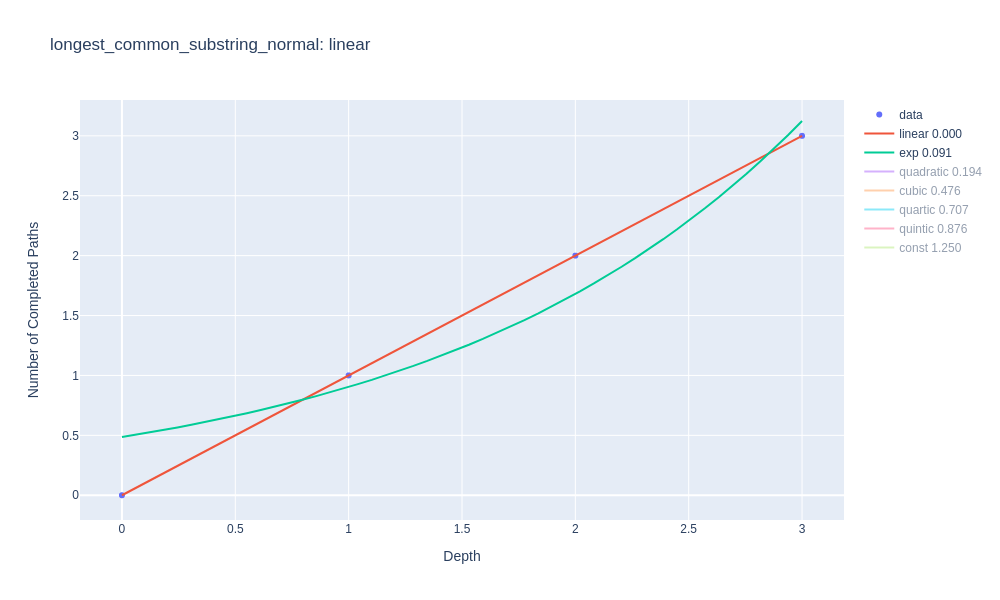 longest_common_substring_normal: linear
Number of Completed Paths
3
2.5
2
1.5
1
0.5
0
0 0.5 1 1.5 2 2.5 3
Depth
data
linear 0.000
exp 0.091
quadratic 0.194
cubic 0.476
quartic 0.707
quintic 0.876
const 1.250